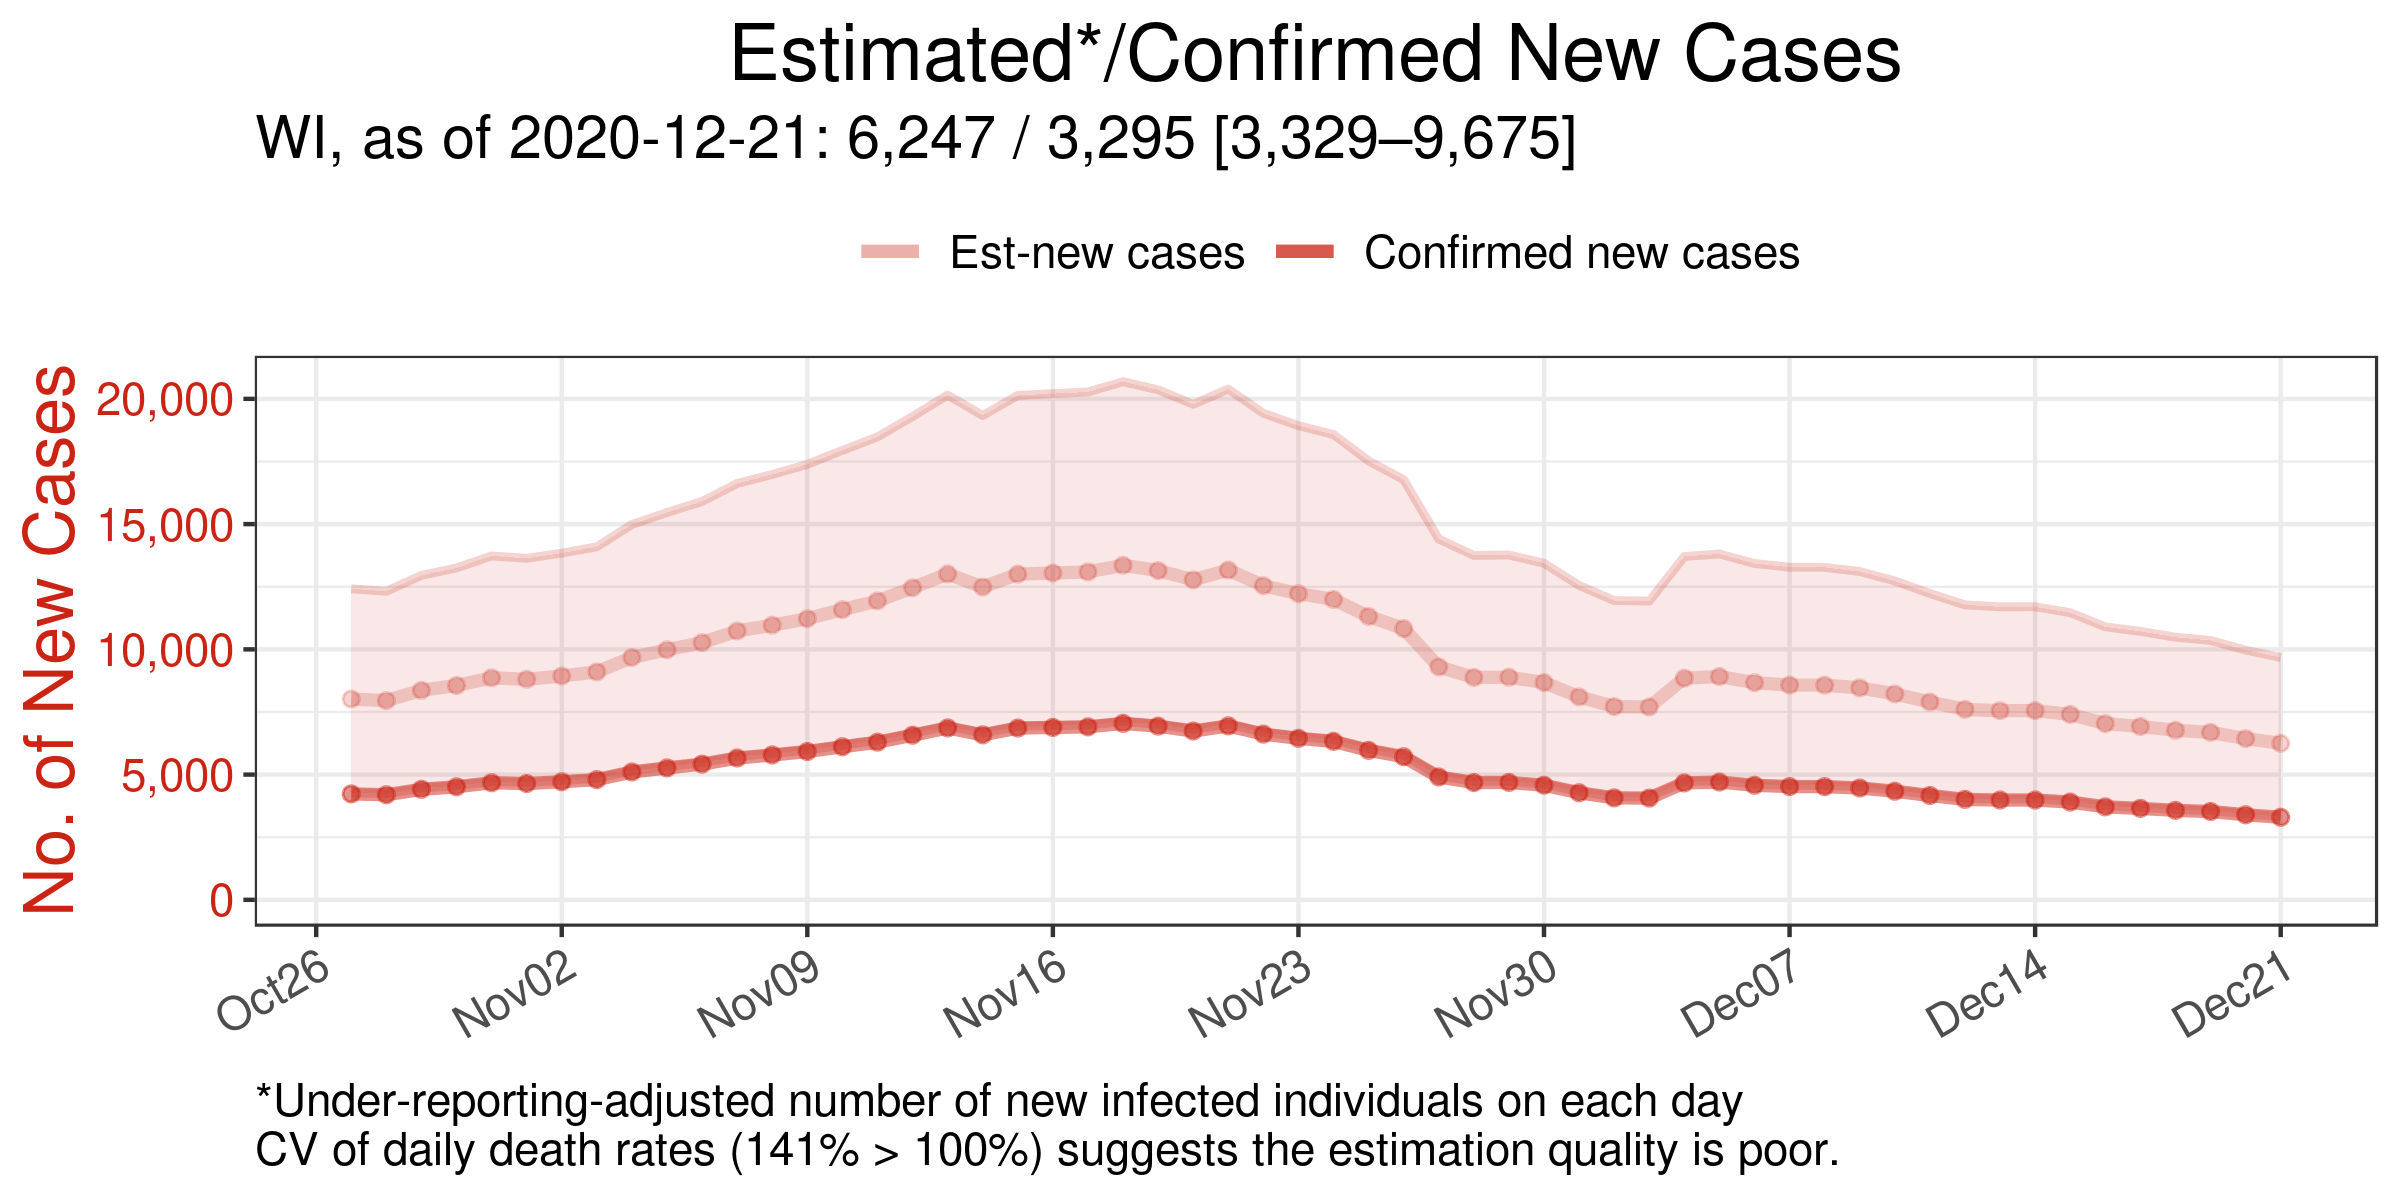 Estimated*/Confirmed New Cases
WI, as of 2020-12-21: 6,247 / 3,295 [3,329–9,675]
Est-new cases
Confirmed new cases
No. of New Cases
20,000
15,000
10,000
5,000
0
Oct26
Nov02
Nov09
Nov16
Nov23
Nov30
Dec07
Dec14
Dec21
*Under-reporting-adjusted number of new infected individuals on each day
CV of daily death rates (141% > 100%) suggests the estimation quality is poor.